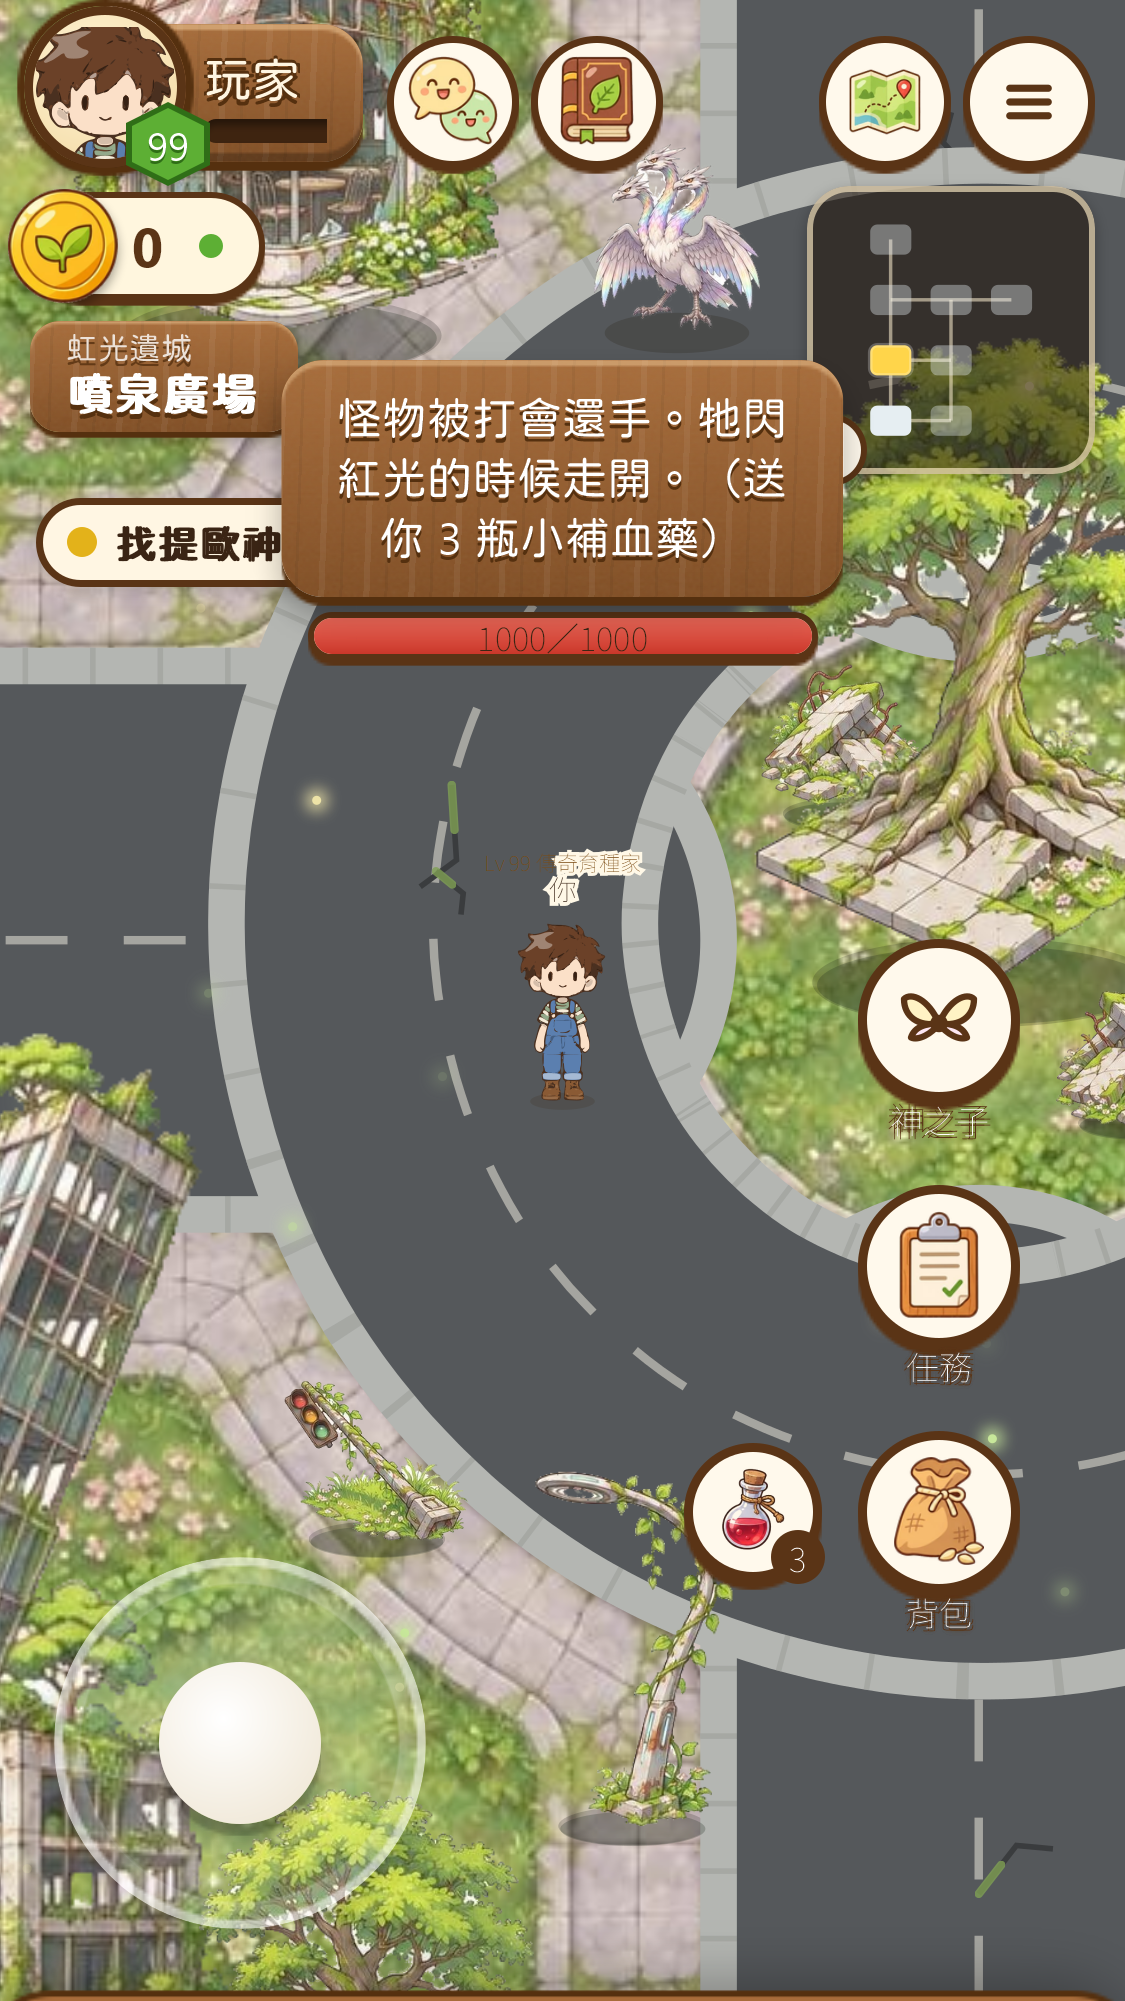 玩家
99
0
虹光遺城
噴泉廣場
怪物被打會還手。牠閃
紅光的時候走開。（送
你 3 瓶小補血藥）
找提歐神
1000／1000
奇育種家
你
神之子
任務
3
背包